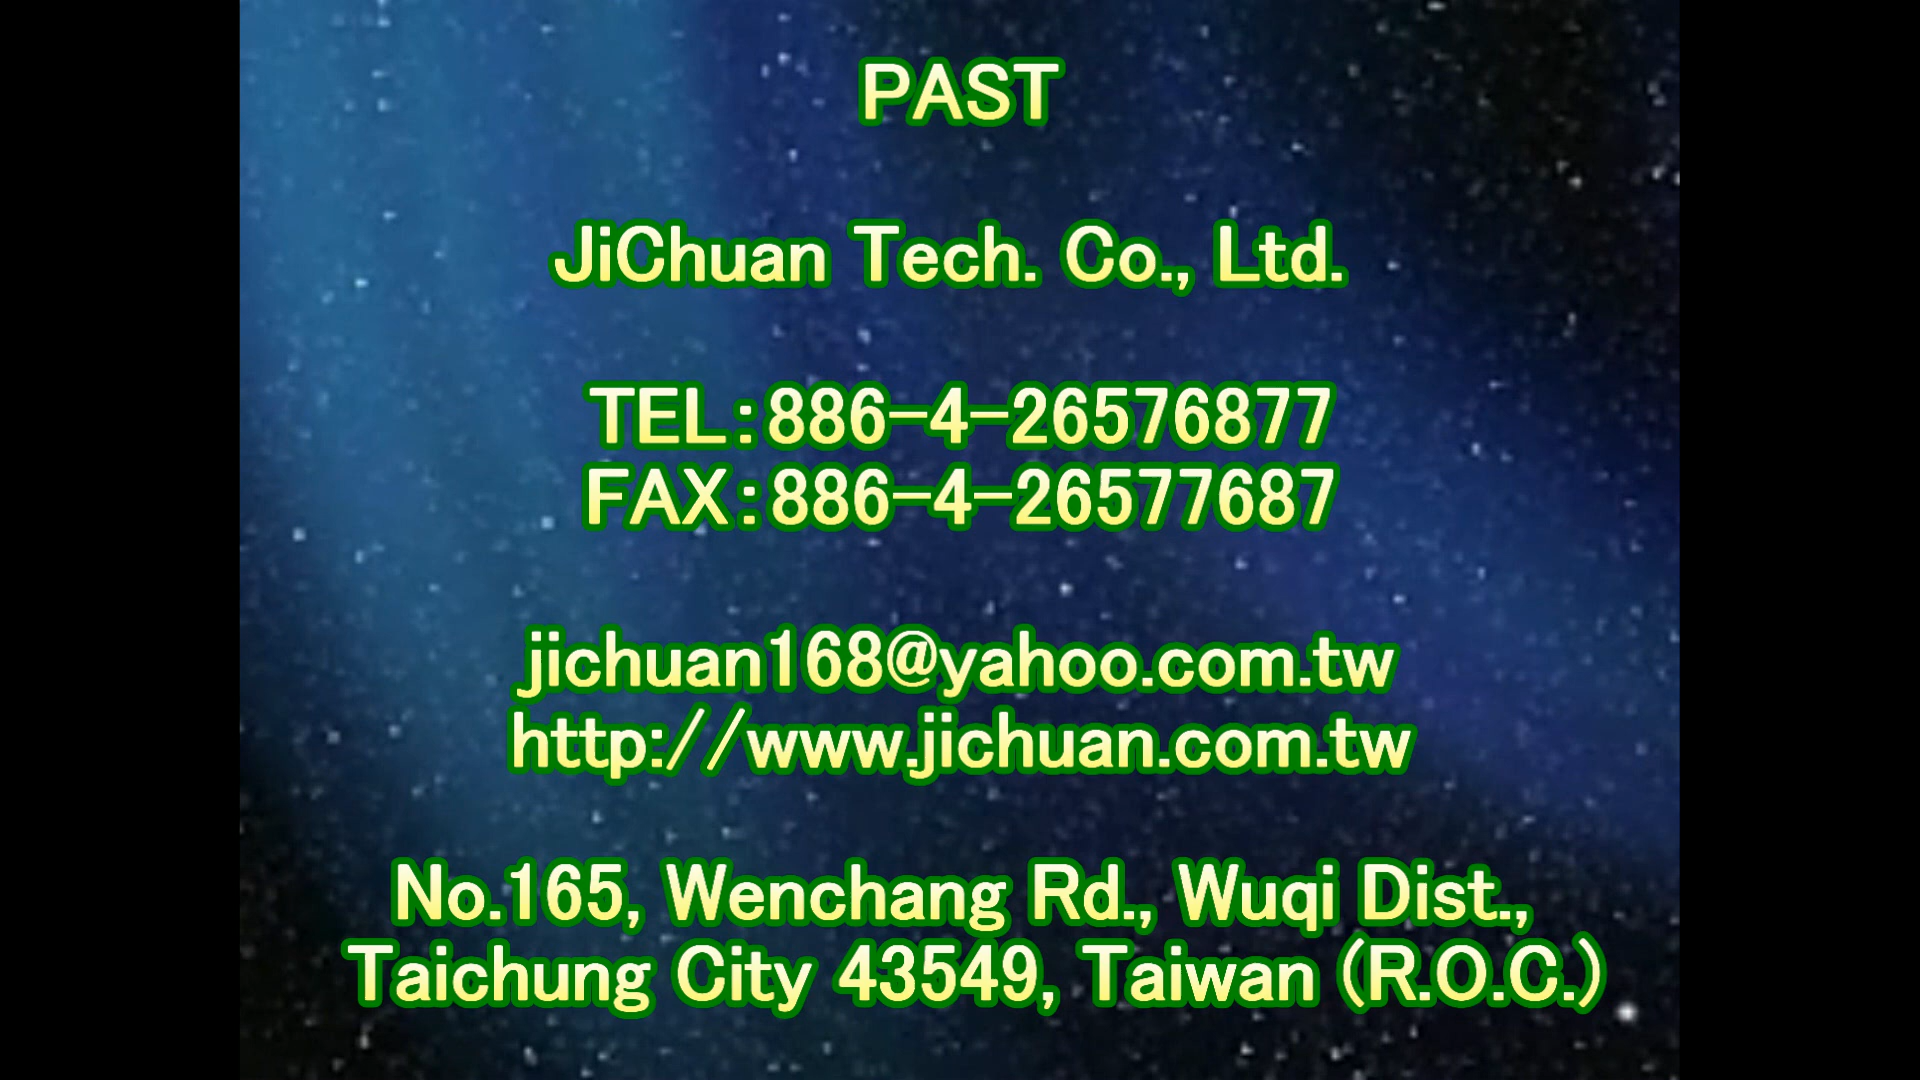 PAST
JiChuan Tech. Co., Ltd.
TEL:886-4-26576877
FAX:886-4-26577687
jichuan168@yahoo.com.tw
http://www.jichuan.com.tw
No.165, Wenchang Rd., Wuqi Dist.,
Taichung City 43549, Taiwan (R.O.C.)